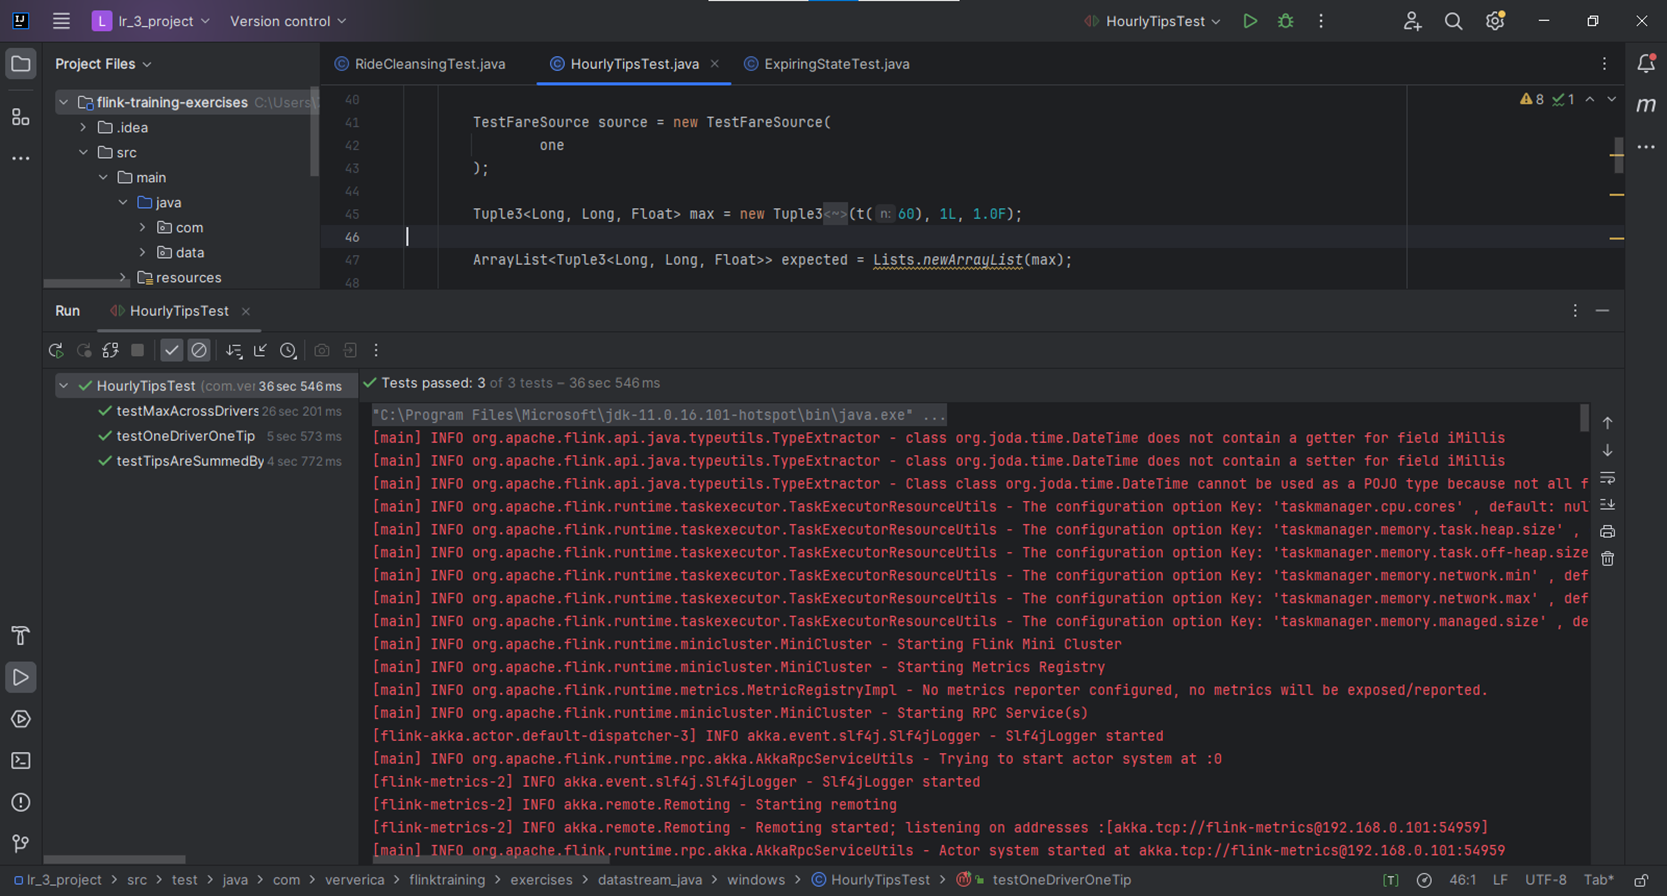 L lr_3_project Version control HourlyTipsTest
Project Files
RideCleansingTest.java HourlyTipsTest.java ExpiringStateTest.java
flink-training-exercises C:\Users\
.idea
src
main
java
com
data
resources
8 1
40
41 TestFareSource source = new TestFareSource(
42 one
43 );
44
45 Tuple3<Long, Long, Float> max = new Tuple3<~>(t( n: 60), 1L, 1.0F);
46
47 ArrayList<Tuple3<Long, Long, Float>> expected = Lists.newArrayList(max);
48
Run HourlyTipsTest
HourlyTipsTest (com.ver 36 sec 546 ms
testMaxAcrossDrivers 26 sec 201 ms
testOneDriverOneTip 5 sec 573 ms
testTipsAreSummedBy 4 sec 772 ms
Tests passed: 3 of 3 tests – 36 sec 546 ms
"C:\Program Files\Microsoft\jdk-11.0.16.101-hotspot\bin\java.exe" ...
[main] INFO org.apache.flink.api.java.typeutils.TypeExtractor - class org.joda.time.DateTime does not contain a getter for field iMillis
[main] INFO org.apache.flink.api.java.typeutils.TypeExtractor - class org.joda.time.DateTime does not contain a setter for field iMillis
[main] INFO org.apache.flink.api.java.typeutils.TypeExtractor - Class class org.joda.time.DateTime cannot be used as a POJO type because not all f
[main] INFO org.apache.flink.runtime.taskexecutor.TaskExecutorResourceUtils - The configuration option Key: 'taskmanager.cpu.cores' , default: nul
[main] INFO org.apache.flink.runtime.taskexecutor.TaskExecutorResourceUtils - The configuration option Key: 'taskmanager.memory.task.heap.size' ,
[main] INFO org.apache.flink.runtime.taskexecutor.TaskExecutorResourceUtils - The configuration option Key: 'taskmanager.memory.task.off-heap.size
[main] INFO org.apache.flink.runtime.taskexecutor.TaskExecutorResourceUtils - The configuration option Key: 'taskmanager.memory.network.min' , def
[main] INFO org.apache.flink.runtime.taskexecutor.TaskExecutorResourceUtils - The configuration option Key: 'taskmanager.memory.network.max' , def
[main] INFO org.apache.flink.runtime.taskexecutor.TaskExecutorResourceUtils - The configuration option Key: 'taskmanager.memory.managed.size' , de
[main] INFO org.apache.flink.runtime.minicluster.MiniCluster - Starting Flink Mini Cluster
[main] INFO org.apache.flink.runtime.minicluster.MiniCluster - Starting Metrics Registry
[main] INFO org.apache.flink.runtime.metrics.MetricRegistryImpl - No metrics reporter configured, no metrics will be exposed/reported.
[main] INFO org.apache.flink.runtime.minicluster.MiniCluster - Starting RPC Service(s)
[flink-akka.actor.default-dispatcher-3] INFO akka.event.slf4j.Slf4jLogger - Slf4jLogger started
[main] INFO org.apache.flink.runtime.rpc.akka.AkkaRpcServiceUtils - Trying to start actor system at :0
[flink-metrics-2] INFO akka.event.slf4j.Slf4jLogger - Slf4jLogger started
[flink-metrics-2] INFO akka.remote.Remoting - Starting remoting
[flink-metrics-2] INFO akka.remote.Remoting - Remoting started; listening on addresses :[akka.tcp://flink-metrics@192.168.0.101:54959]
[main] INFO org.apache.flink.runtime.rpc.akka.AkkaRpcServiceUtils - Actor system started at akka.tcp://flink-metrics@192.168.0.101:54959
lr_3_project > src > test > java > com > ververica > flinktraining > exercises > datastream_java > windows > HourlyTipsTest > testOneDriverOneTip [T] 46:1 LF UTF-8 Tab*